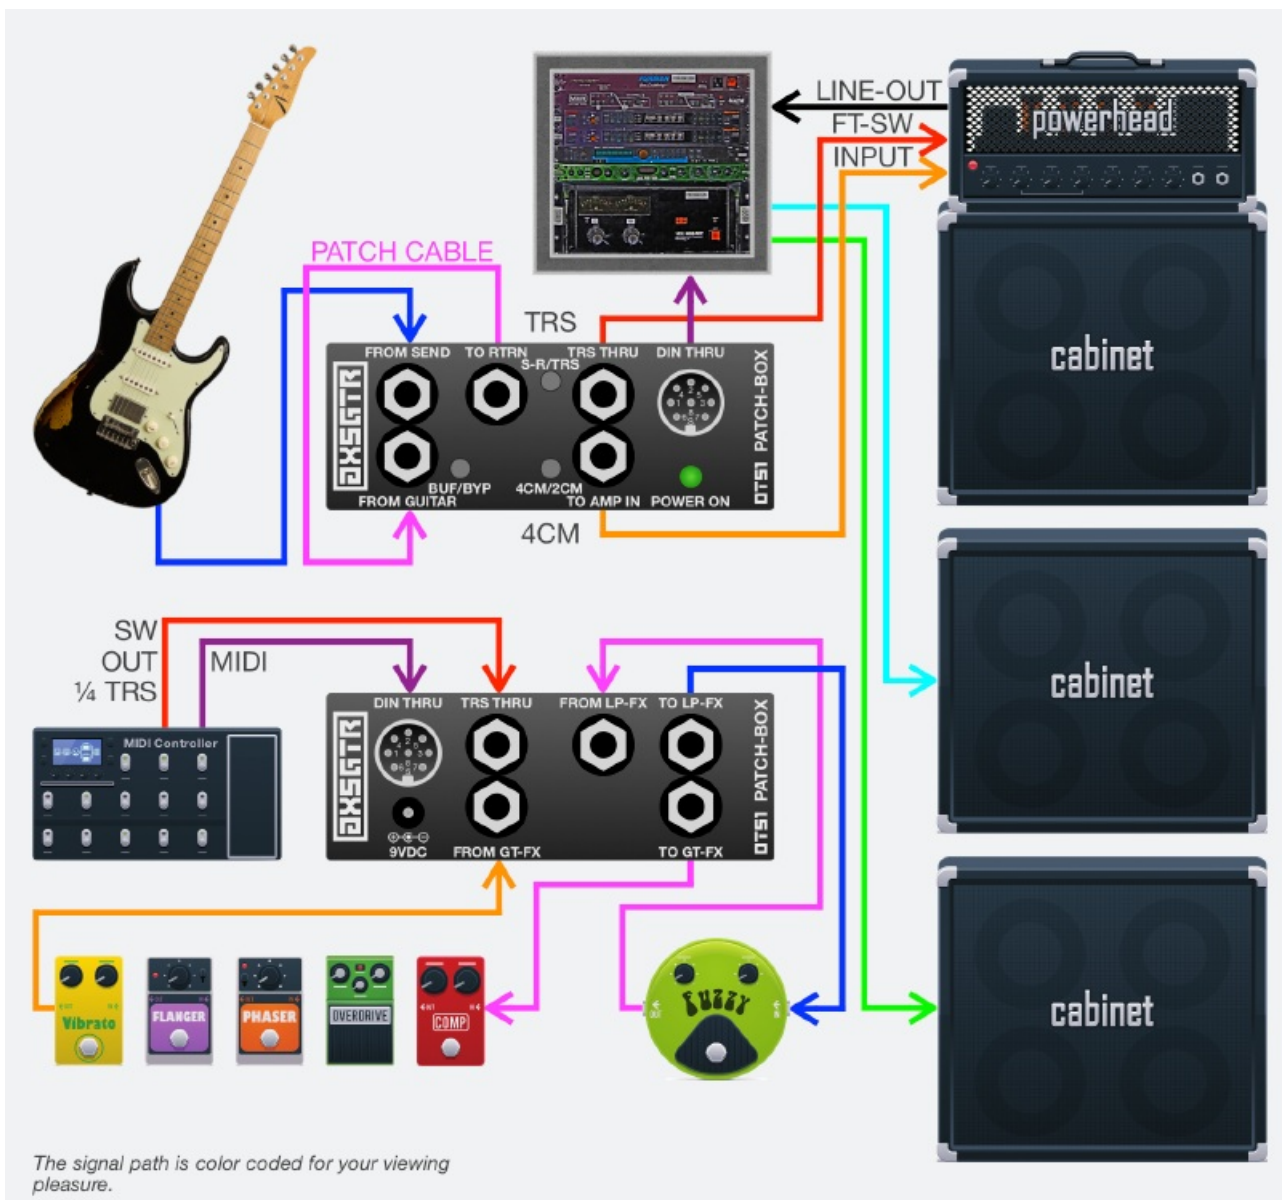 LINE-OUT
FT-SW
INPUT
powerhead
PATCH CABLE
TRS
FROM SEND TO RTRN TRS THRU DIN THRU
S-R/TRS
cabinet
BUF/BYP 4CM/2CM
FROM GUITAR TO AMP IN POWER ON
DTS1 PATCH-BOX
4CM
SW
OUT
¼ TRS
MIDI
MIDI Controller
DIN THRU TRS THRU FROM LP-FX TO LP-FX
cabinet
9VDC FROM GT-FX TO GT-FX
DTS1 PATCH-BOX
Vibrato
FLANGER
PHASER
OVERDRIVE
COMP
FUZZY
cabinet
The signal path is color coded for your viewing
pleasure.